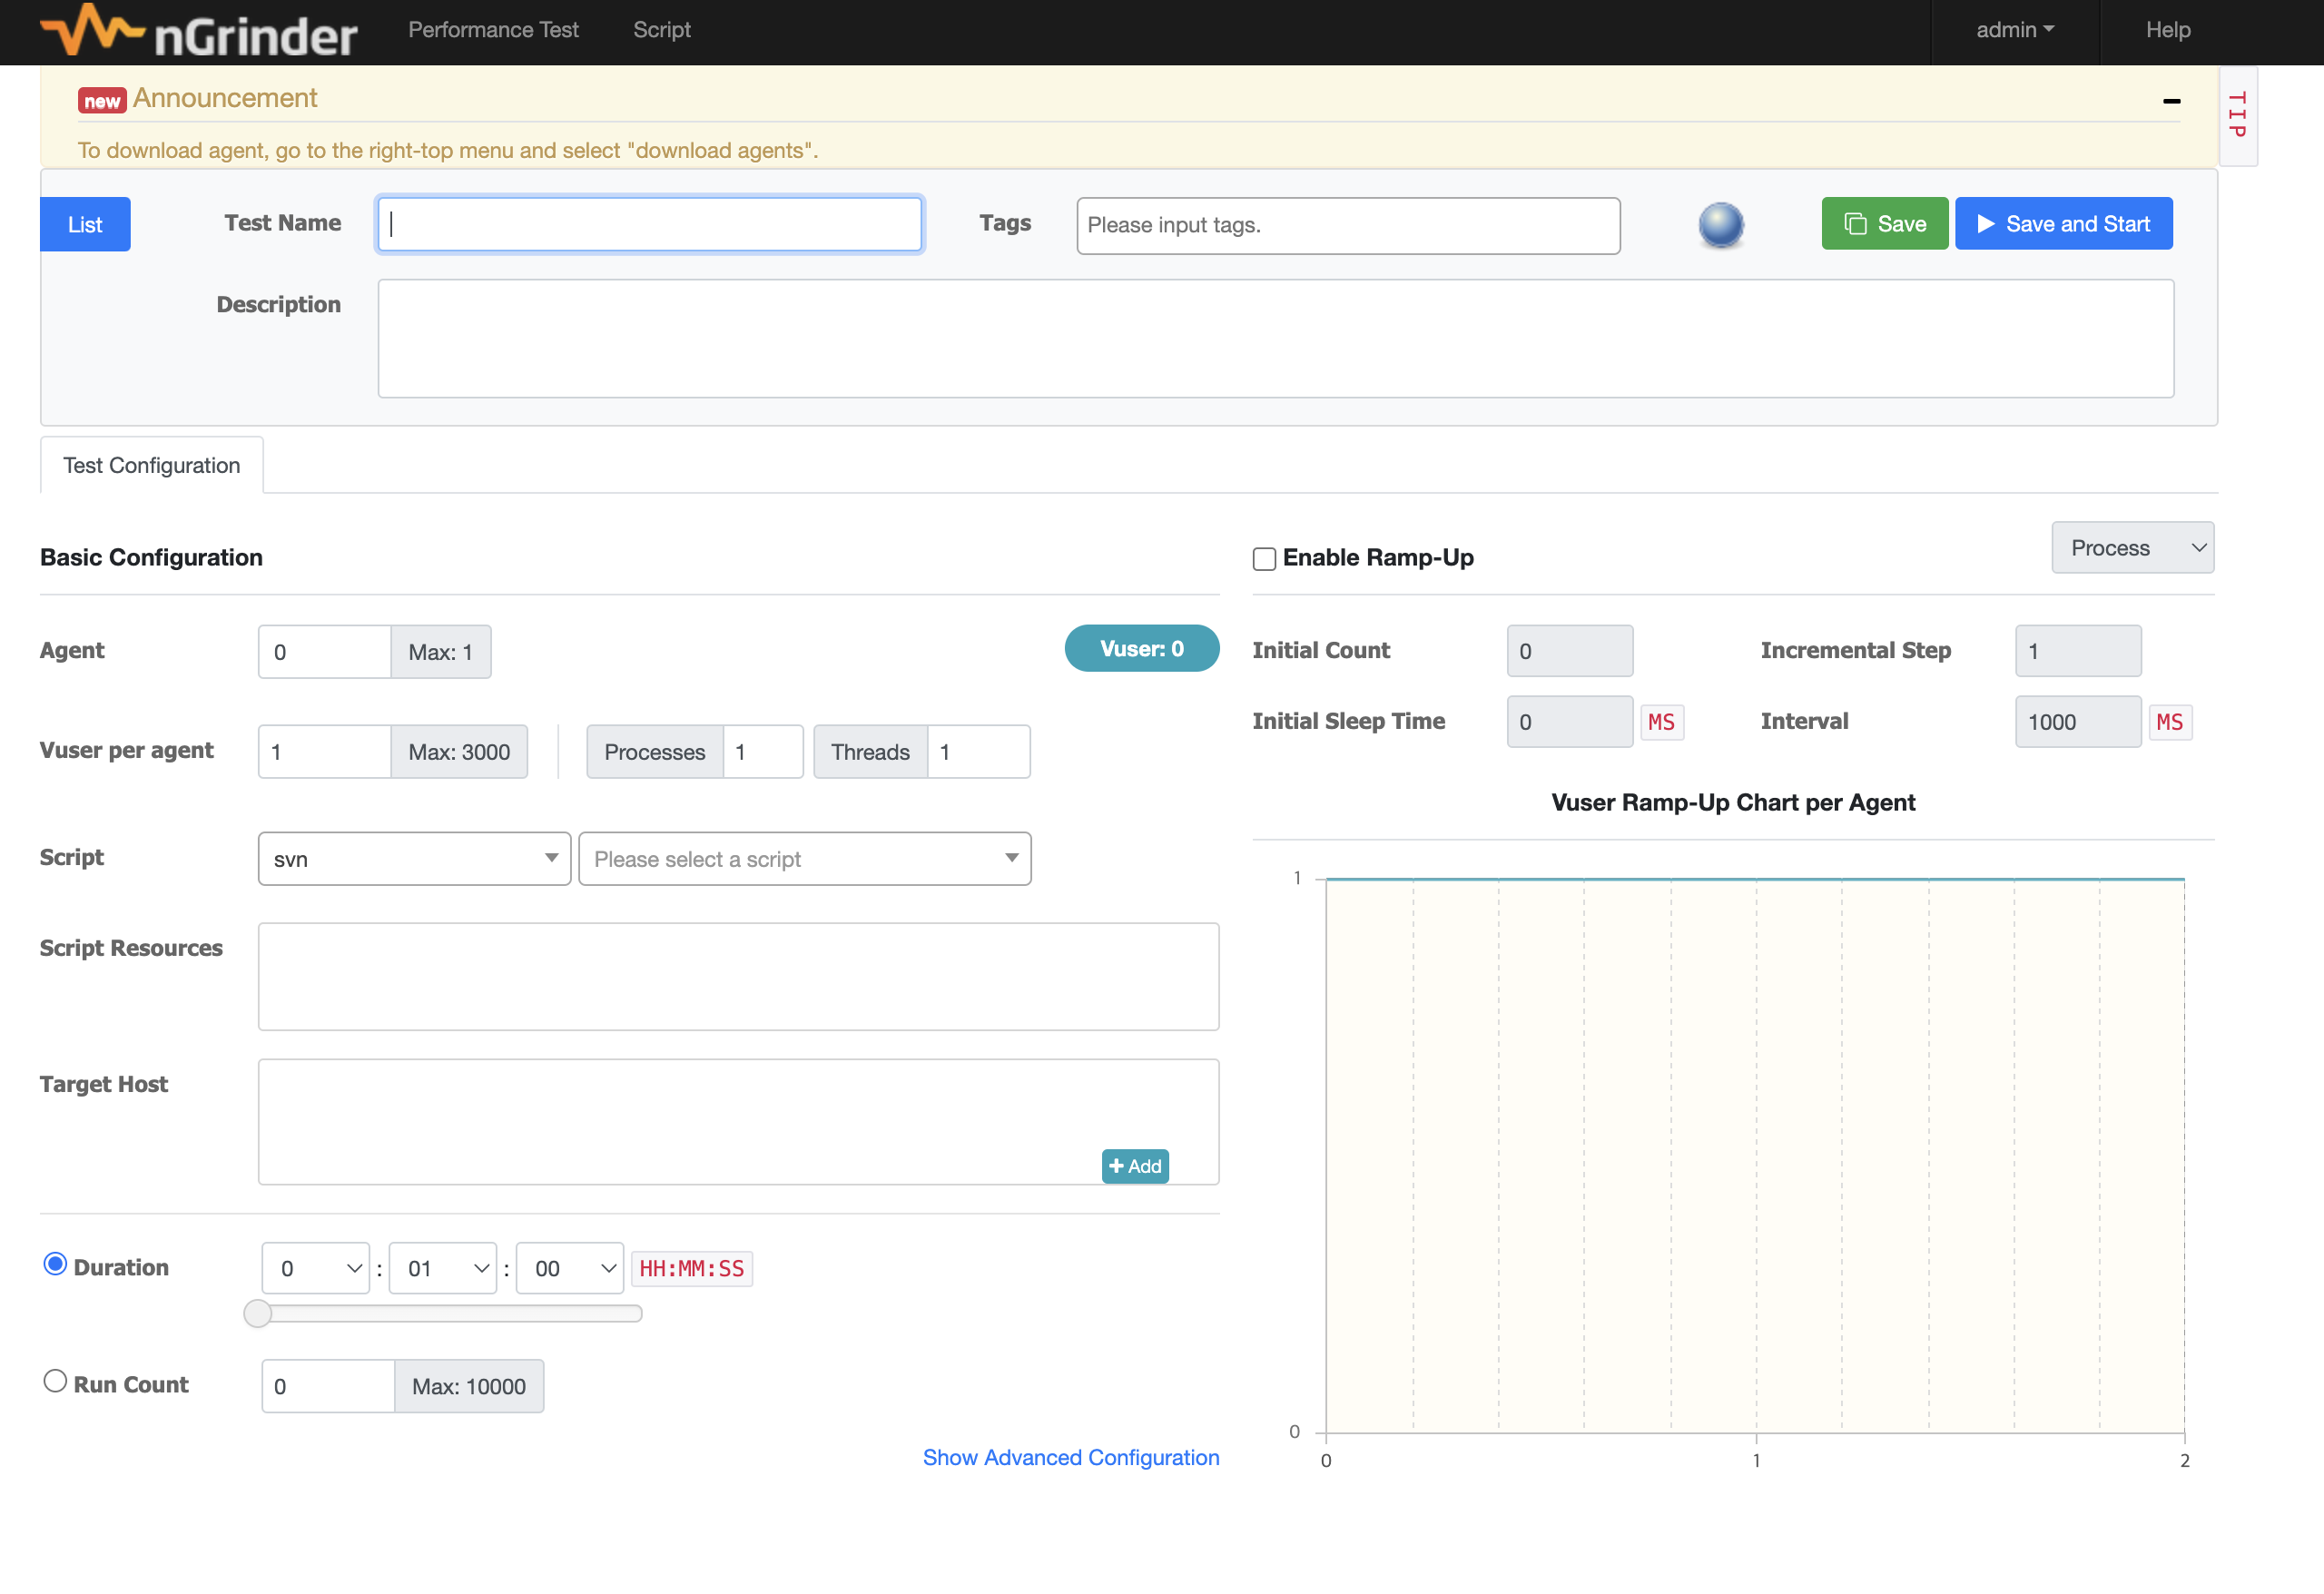 nGrinder Performance Test Script admin Help
new Announcement
To download agent, go to the right-top menu and select "download agents".
TIP
List Test Name Tags Please input tags. Save Save and Start
Description
Test Configuration
Basic Configuration
Agent 0 Max: 1 Vuser: 0
Vuser per agent 1 Max: 3000 Processes 1 Threads 1
Script svn Please select a script
Script Resources
Target Host
Add
Duration 0 : 01 : 00 HH:MM:SS
Run Count 0 Max: 10000
Show Advanced Configuration
Enable Ramp-Up Process
Initial Count 0 Incremental Step 1
Initial Sleep Time 0 MS Interval 1000 MS
Vuser Ramp-Up Chart per Agent
1
0
0 1 2